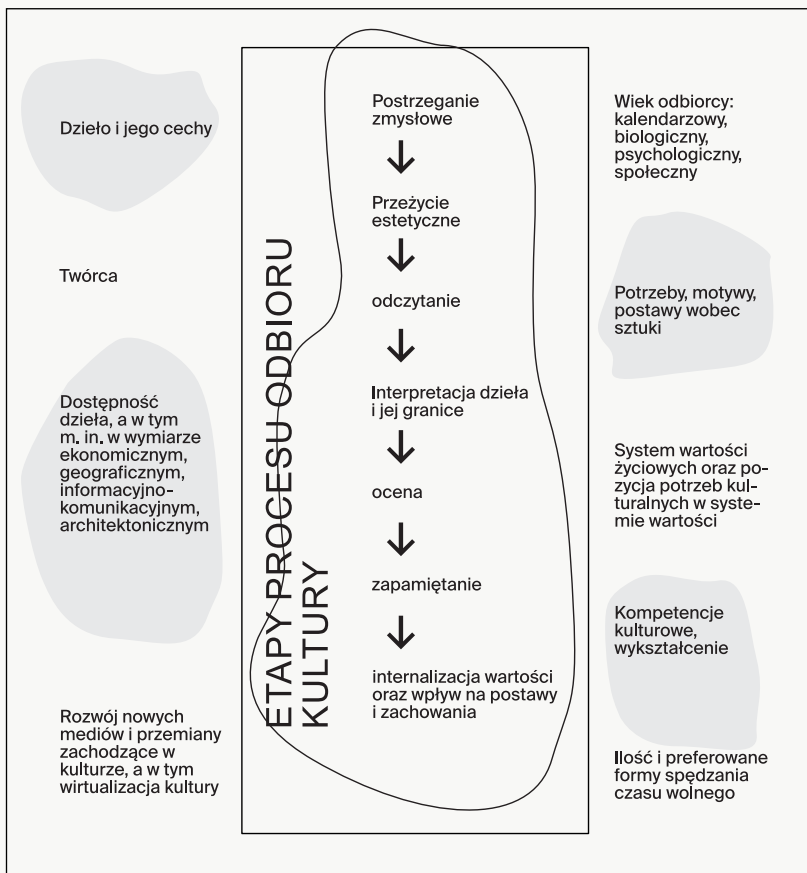 Dzieło i jego cechy
Twórca
Dostępność
dzieła, a w tym
m. in. w wymiarze
ekonomicznym,
geograficznym,
informacyjno-
komunikacyjnym,
architektonicznym
Rozwój nowych
mediów i przemiany
zachodzące w
kulturze, a w tym
wirtualizacja kultury
ETAPY PROCESU ODBIORU
KULTURY
Postrzeganie
zmysłowe
Przeżycie
estetyczne
odczytanie
Interpretacja dzieła
i jej granice
ocena
zapamiętanie
internalizacja wartości
oraz wpływ na postawy
i zachowania
Wiek odbiorcy:
kalendarzowy,
biologiczny,
psychologiczny,
społeczny
Potrzeby, motywy,
postawy wobec
sztuki
System wartości
życiowych oraz po-
zycja potrzeb kul-
turalnych w syste-
mie wartości
Kompetencje
kulturowe,
wykształcenie
Ilość i preferowane
formy spędzania
czasu wolnego